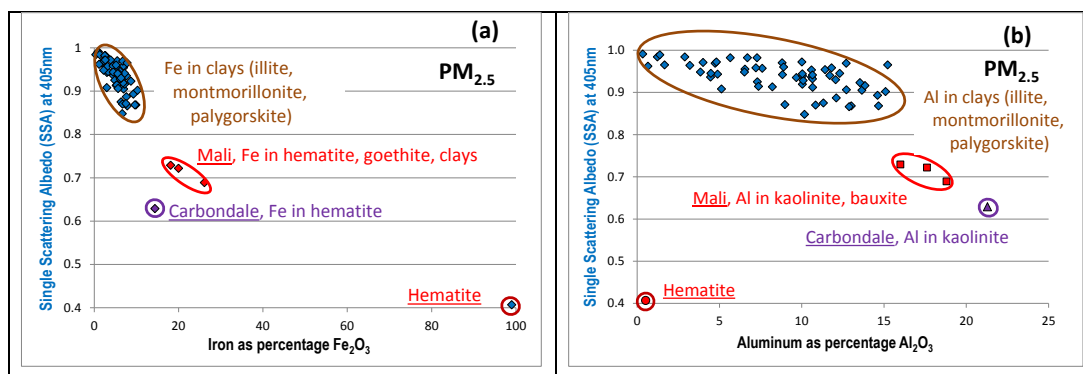 (a)
PM2.5
Fe in clays (illite,
montmorillonite,
palygorskite)
Mali, Fe in hematite, goethite, clays
Carbondale, Fe in hematite
Hematite
Single Scattering Albedo (SSA) at 405nm
1
0.9
0.8
0.7
0.6
0.5
0.4
0 20 40 60 80 100
Iron as percentage Fe2O3
(b)
PM2.5
Al in clays (illite,
montmorillonite,
palygorskite)
Mali, Al in kaolinite, bauxite
Carbondale, Al in kaolinite
Hematite
Single Scattering Albedo (SSA) at 405nm
1.0
0.9
0.8
0.7
0.6
0.5
0.4
0 5 10 15 20 25
Aluminum as percentage Al2O3